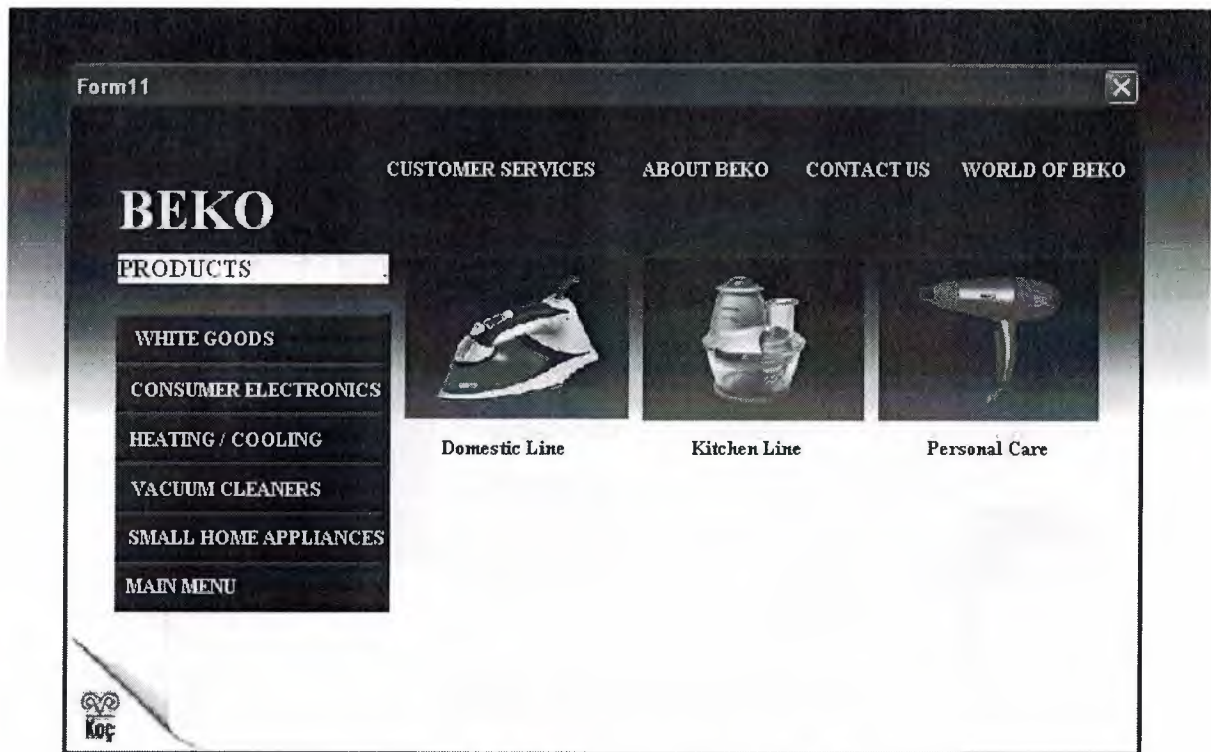 Form11
CUSTOMER SERVICES ABOUT BEKO CONTACT US WORLD OF BEKO
BEKO
PRODUCTS
WHITE GOODS
CONSUMER ELECTRONICS
HEATING / COOLING
VACUUM CLEANERS
SMALL HOME APPLIANCES
MAIN MENU
Domestic Line Kitchen Line Personal Care
Koç